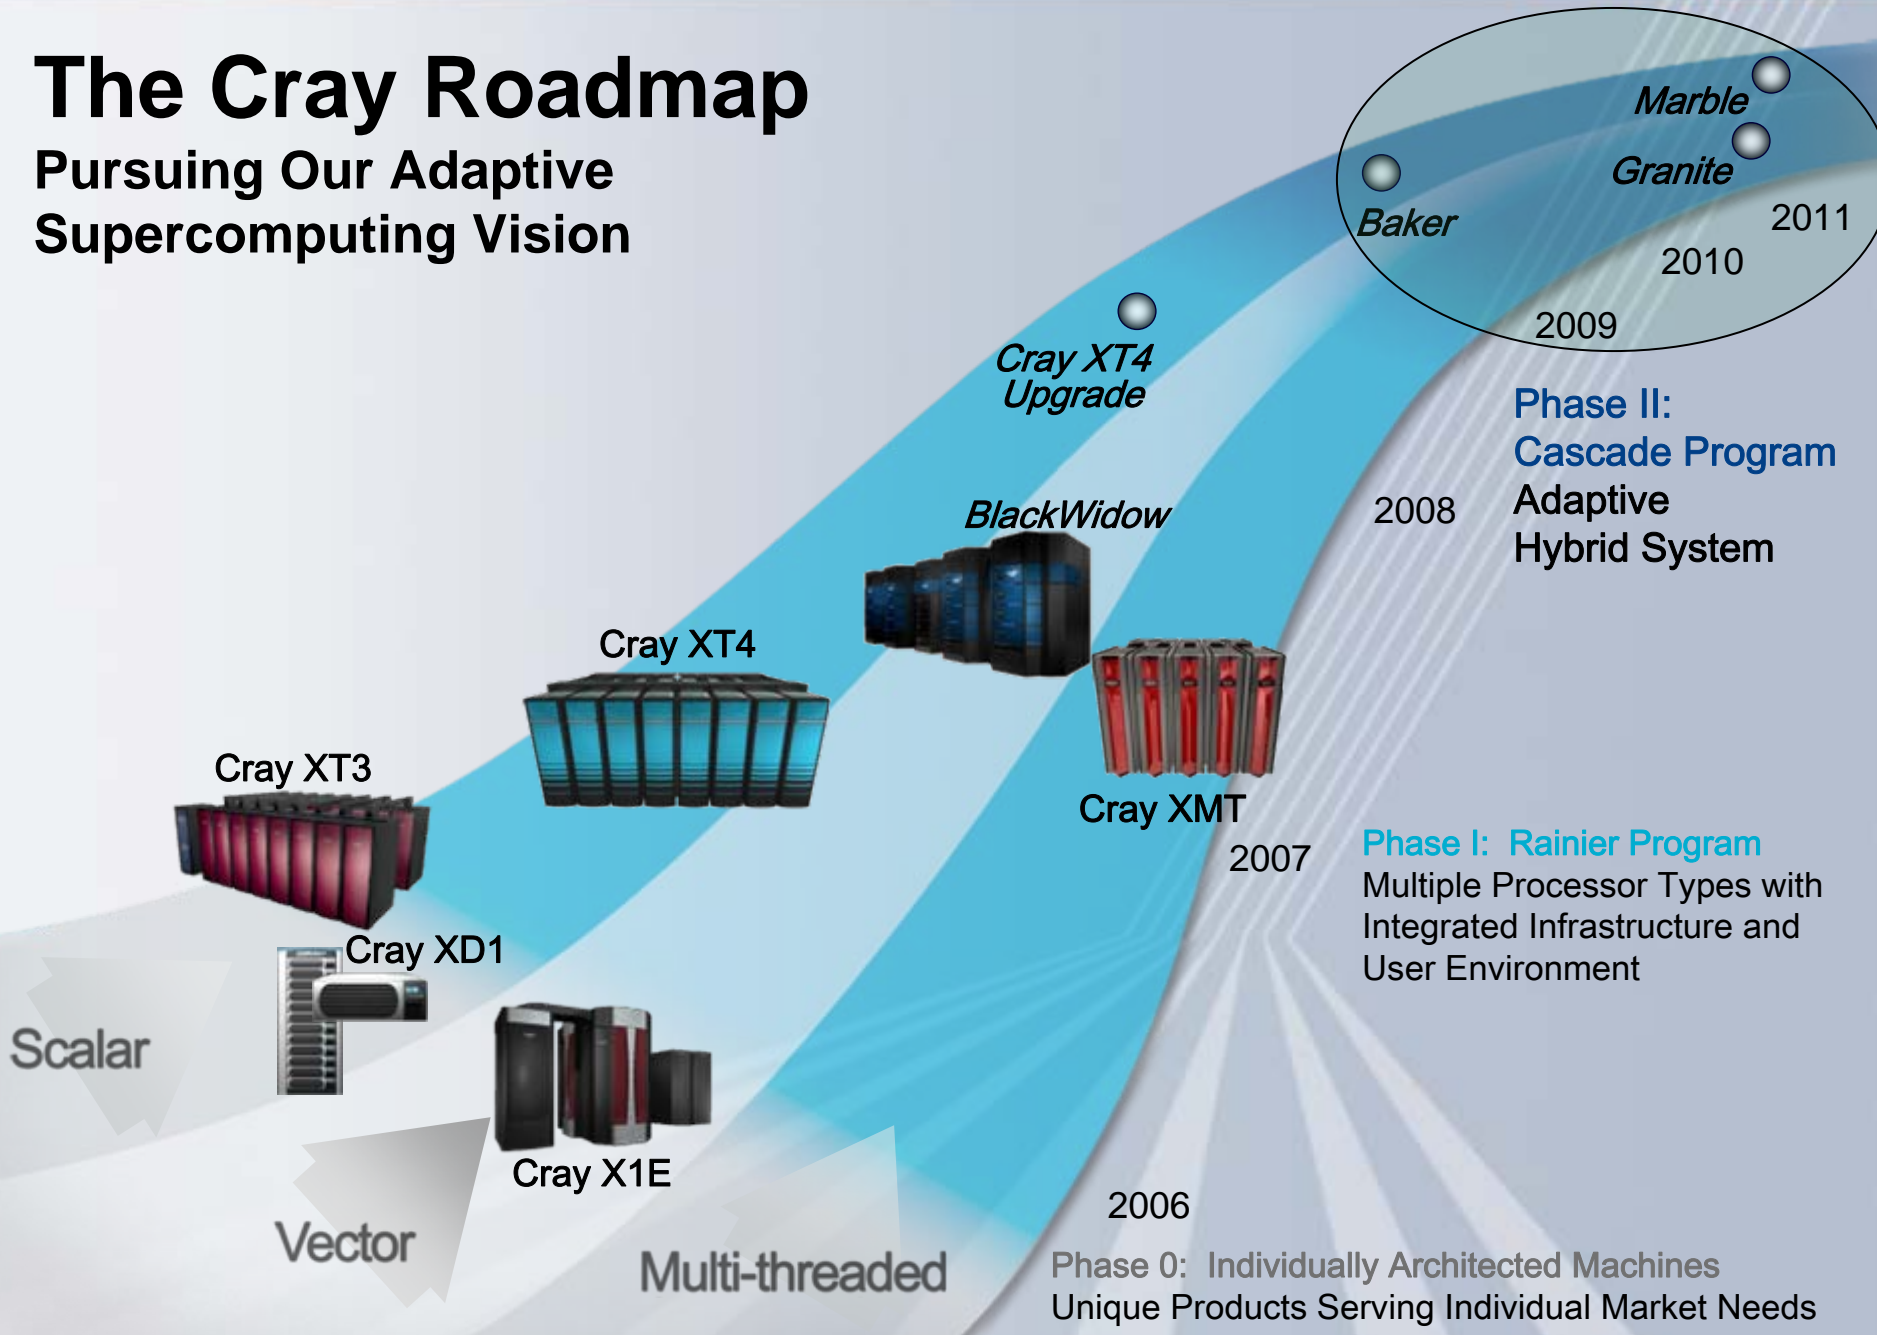 The Cray Roadmap
Pursuing Our Adaptive
Supercomputing Vision
Marble
Granite
Baker
2011
2010
2009
Cray XT4
Upgrade
Phase II:
Cascade Program
Adaptive
Hybrid System
2008
BlackWidow
Cray XT4
Cray XT3
Cray XMT
2007
Phase I: Rainier Program
Multiple Processor Types with
Integrated Infrastructure and
User Environment
Cray XD1
Scalar
Cray X1E
Vector
Multi-threaded
2006
Phase 0: Individually Architected Machines
Unique Products Serving Individual Market Needs